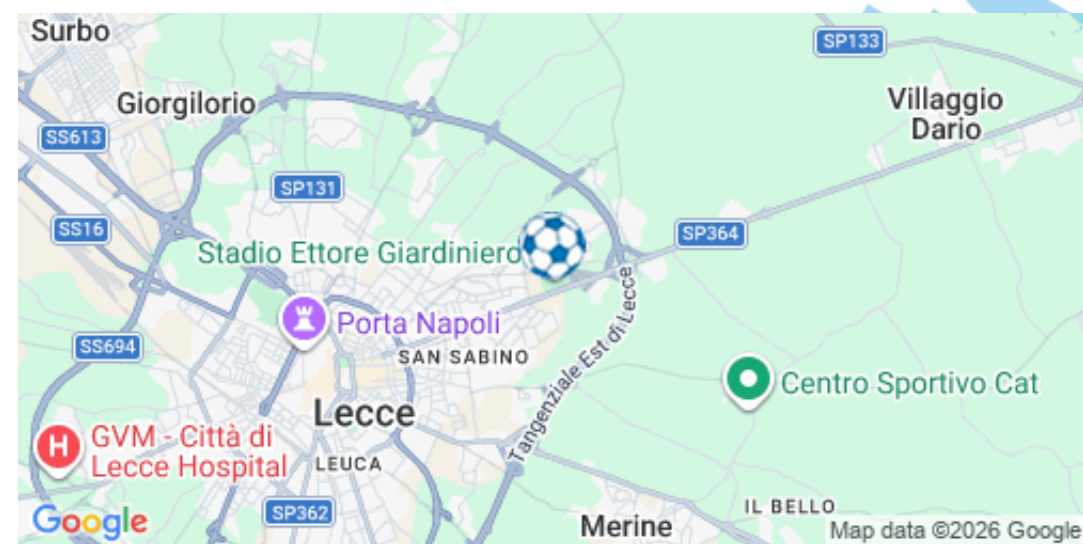 Surbo
SP133
Giorgilorio
Villaggio
Dario
SS613
SP131
SS16
SP364
Stadio Ettore Giardiniero
Porta Napoli
Tangenziale Est di Lecce
SS694
SAN SABINO
Centro Sportivo Cat
Lecce
H
GVM - Città di
Lecce Hospital
LEUCA
Google
SP362
Merine
IL BELLO
Map data ©2026 Google